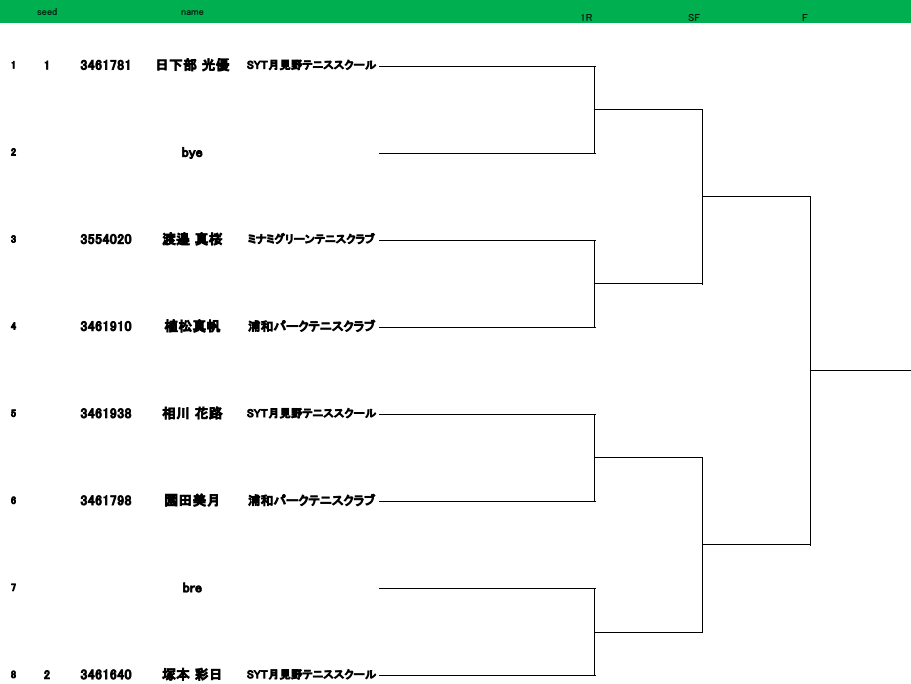 seed name 1R SF F
1 1 3461781 日下部 光優 SYT月見野テニススクール
2 bye
3 3554020 渡邉 真桜 ミナミグリーンテニスクラブ
4 3461910 植松真帆 浦和パークテニスクラブ
5 3461938 相川 花路 SYT月見野テニススクール
6 3461798 園田美月 浦和パークテニスクラブ
7 bre
8 2 3461640 塚本 彩日 SYT月見野テニススクール